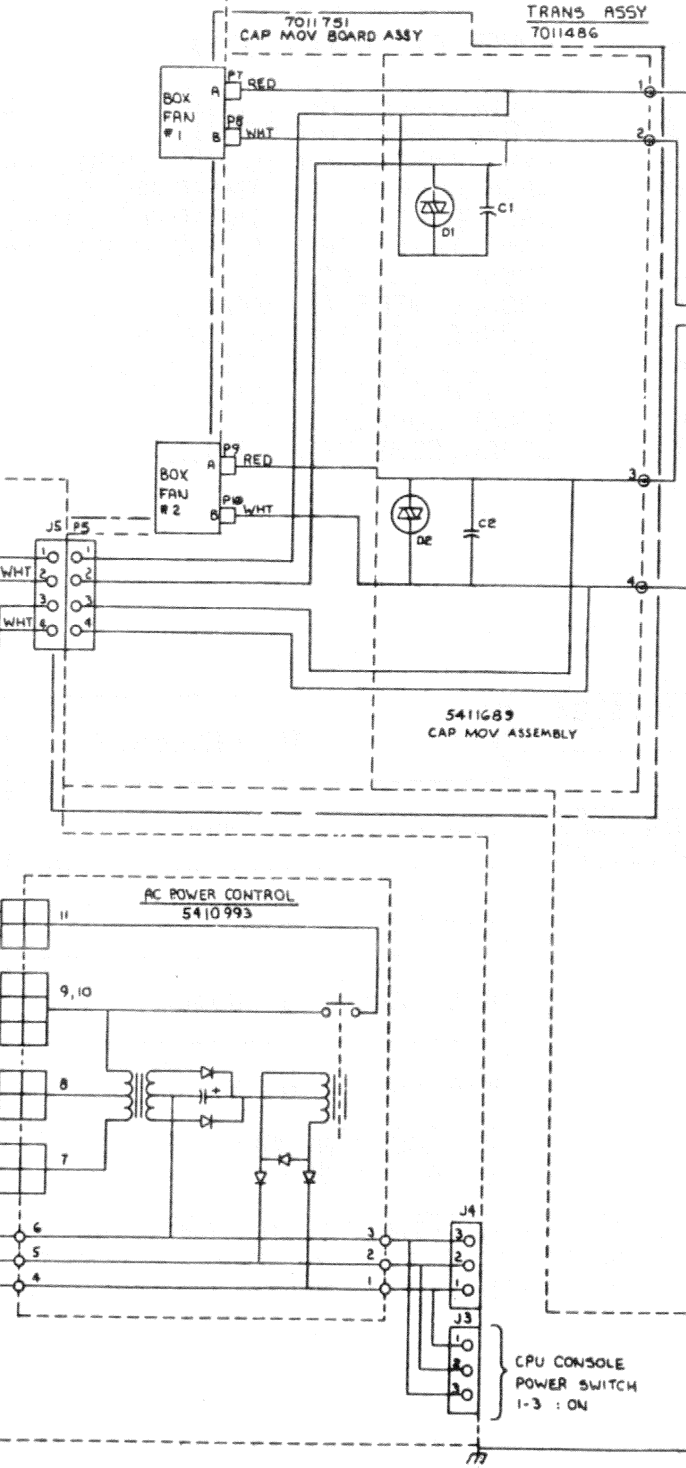 7011751
CAP MOV BOARD ASSY
TRANS ASSY
7011486
BOX
FAN
#1
A
B
P7
RED
P8
WHT
1
2
D1
C1
BOX
FAN
#2
A
B
P9
RED
P10
WHT
3
D2
C2
4
J5 P5
1 1
WHT 2 2
3 3
WHT 4 4
5411689
CAP MOV ASSEMBLY
AC POWER CONTROL
5410993
11
9,10
8
+
7
6
5
4
3
2
1
J4
3
2
1
J3
1
2
3
CPU CONSOLE
POWER SWITCH
1-3 : ON